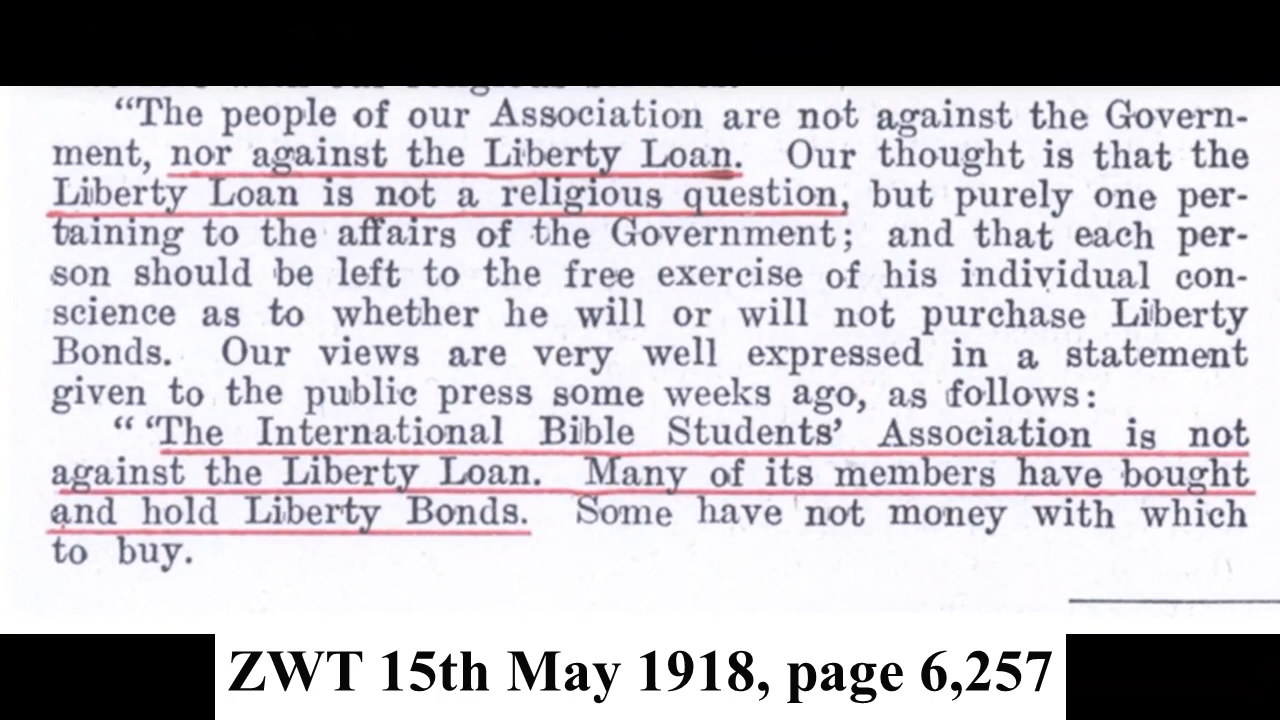 “The people of our Association are not against the Govern-
ment, nor against the Liberty Loan. Our thought is that the
Liberty Loan is not a religious question, but purely one per-
taining to the affairs of the Government; and that each per-
son should be left to the free exercise of his individual con-
science as to whether he will or will not purchase Liberty
Bonds. Our views are very well expressed in a statement
given to the public press some weeks ago, as follows:
“ ‘The International Bible Students’ Association is not
against the Liberty Loan. Many of its members have bought
and hold Liberty Bonds. Some have not money with which
to buy.
ZWT 15th May 1918, page 6,257